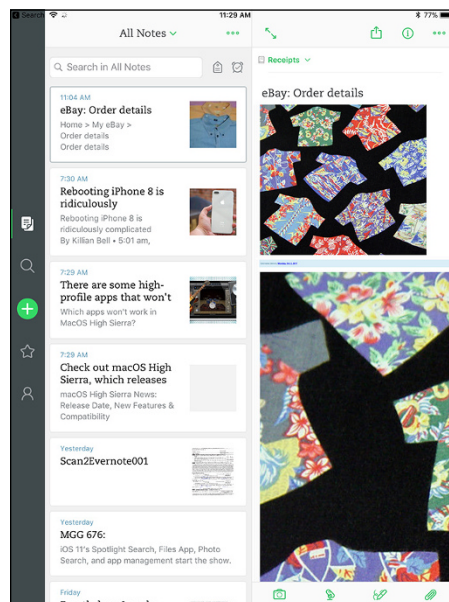 Search
11:29 AM
77%
All Notes
Search in All Notes
11:04 AM
eBay: Order details
Home > My eBay >
Order details
Order details
7:30 AM
Rebooting iPhone 8 is
ridiculously
Rebooting iPhone 8 is
ridiculously complicated
By Killian Bell • 5:01 am,
7:29 AM
There are some high-
profile apps that won't
Which apps won't work in
MacOS High Sierra?
7:29 AM
Check out macOS High
Sierra, which releases
macOS High Sierra News:
Release Date, New Features &
Compatibility
Yesterday
Scan2Evernote001
Yesterday
MGG 676:
iOS 11's Spotlight Search, Files App, Photo
Search, and app management start the show.
Friday
Receipts
eBay: Order details